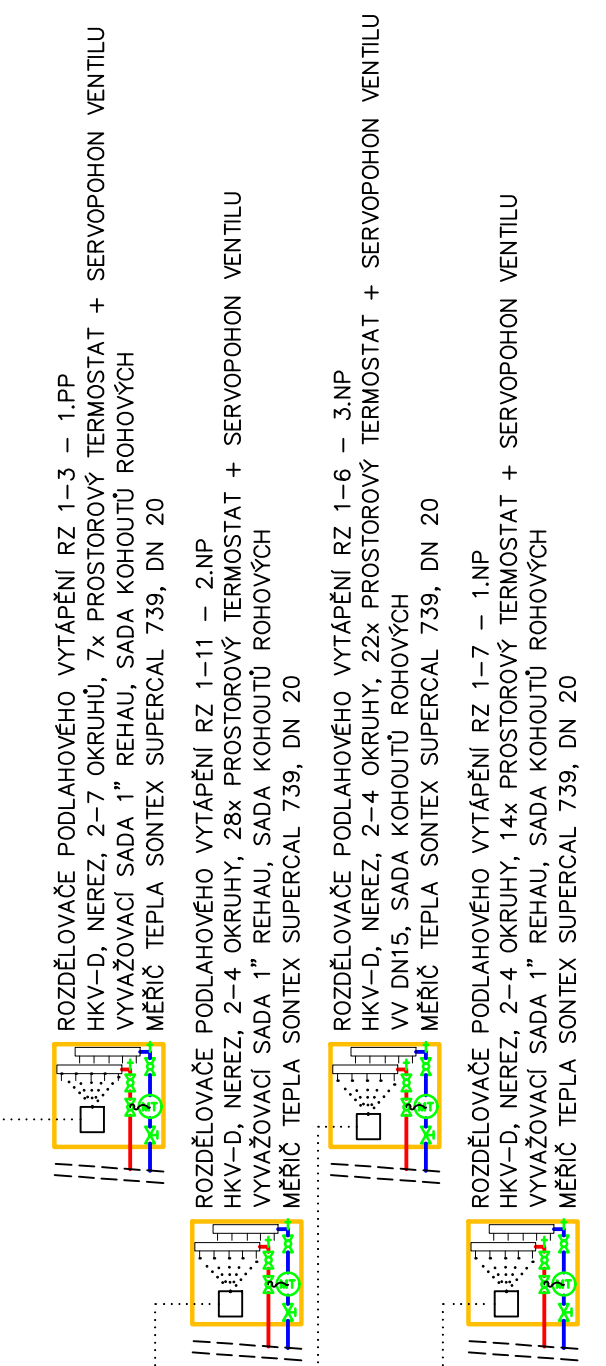 ROZDĚLOVAČE PODLAHOVÉHO VYTÁPĚNÍ RZ 1-3 - 1.PP
HKV-D, NEREZ, 2-7 OKRUHŮ, 7x PROSTOROVÝ TERMOSTAT + SERVOPOHON VENTILU
VYVAŽOVACÍ SADA 1" REHAU, SADA KOHOUTŮ ROHOVÝCH
MĚŘIČ TEPLA SONTEX SUPERCAL 739, DN 20
ROZDĚLOVAČE PODLAHOVÉHO VYTÁPĚNÍ RZ 1-11 - 2.NP
HKV-D, NEREZ, 2-4 OKRUHY, 28x PROSTOROVÝ TERMOSTAT + SERVOPOHON VENTILU
VYVAŽOVACÍ SADA 1" REHAU, SADA KOHOUTŮ ROHOVÝCH
MĚŘIČ TEPLA SONTEX SUPERCAL 739, DN 20
ROZDĚLOVAČE PODLAHOVÉHO VYTÁPĚNÍ RZ 1-6 - 3.NP
HKV-D, NEREZ, 2-4 OKRUHY, 22x PROSTOROVÝ TERMOSTAT + SERVOPOHON VENTILU
VV DN15, SADA KOHOUTŮ ROHOVÝCH
MĚŘIČ TEPLA SONTEX SUPERCAL 739, DN 20
ROZDĚLOVAČE PODLAHOVÉHO VYTÁPĚNÍ RZ 1-7 - 1.NP
HKV-D, NEREZ, 2-4 OKRUHY, 14x PROSTOROVÝ TERMOSTAT + SERVOPOHON VENTILU
VYVAŽOVACÍ SADA 1" REHAU, SADA KOHOUTŮ ROHOVÝCH
MĚŘIČ TEPLA SONTEX SUPERCAL 739, DN 20